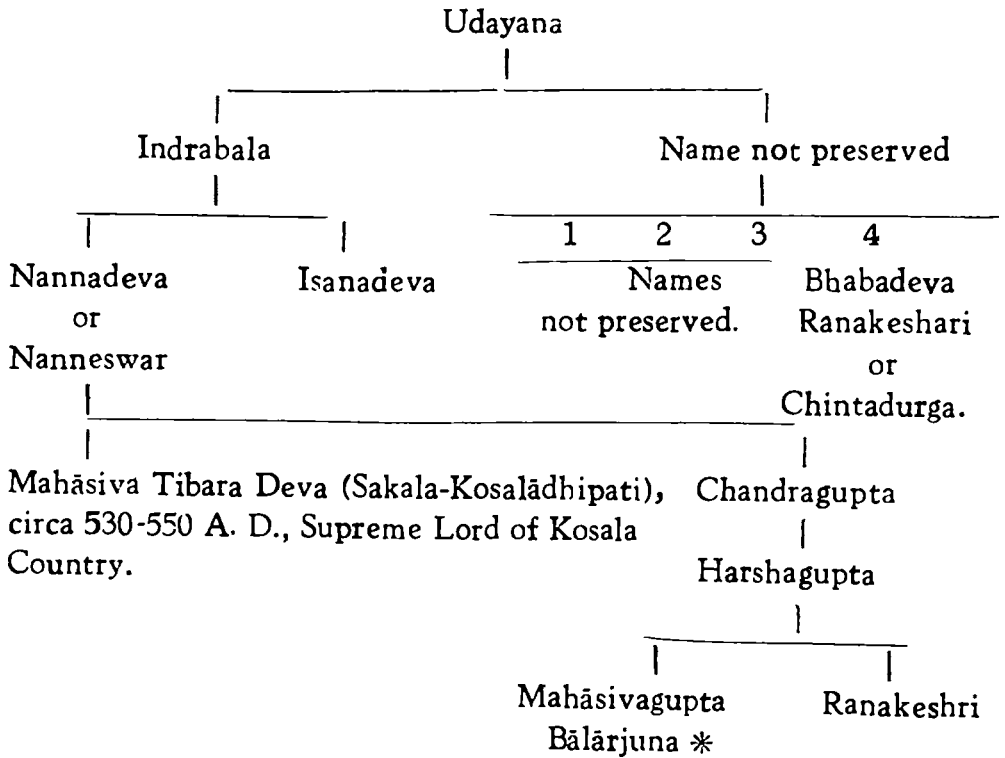 Udayana
Indrabala Name not preserved
1 2 3 4
Nannadeva Isanadeva Names Bhabadeva
or not preserved. Ranakeshari
Nanneswar or
Chintadurga.
Mahāsiva Tibara Deva (Sakala-Kosalādhipati), Chandragupta
circa 530-550 A. D., Supreme Lord of Kosala
Country. Harshagupta
Mahāsivagupta Ranakeshri
Bālārjuna *